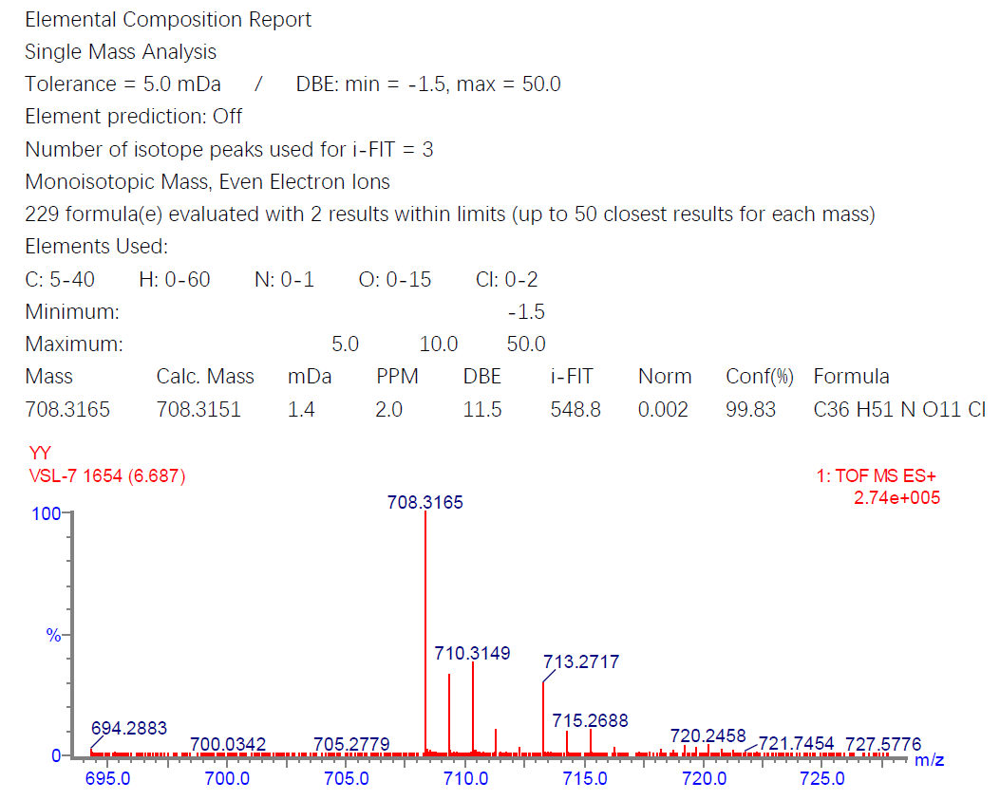 Elemental Composition Report
Single Mass Analysis
Tolerance = 5.0 mDa / DBE: min = -1.5, max = 50.0
Element prediction: Off
Number of isotope peaks used for i-FIT = 3
Monoisotopic Mass, Even Electron Ions
229 formula(e) evaluated with 2 results within limits (up to 50 closest results for each mass)
Elements Used:
C: 5-40 H: 0-60 N: 0-1 O: 0-15 Cl: 0-2
Minimum: -1.5
Maximum: 5.0 10.0 50.0
Mass Calc. Mass mDa PPM DBE i-FIT Norm Conf(%) Formula
708.3165 708.3151 1.4 2.0 11.5 548.8 0.002 99.83 C36 H51 N O11 Cl
YY
VSL-7 1654 (6.687) 1: TOF MS ES+
2.74e+005
708.3165
100
%
0
710.3149
713.2717
715.2688
694.2883
700.0342
705.2779
720.2458
721.7454
727.5776
m/z
695.0 700.0 705.0 710.0 715.0 720.0 725.0